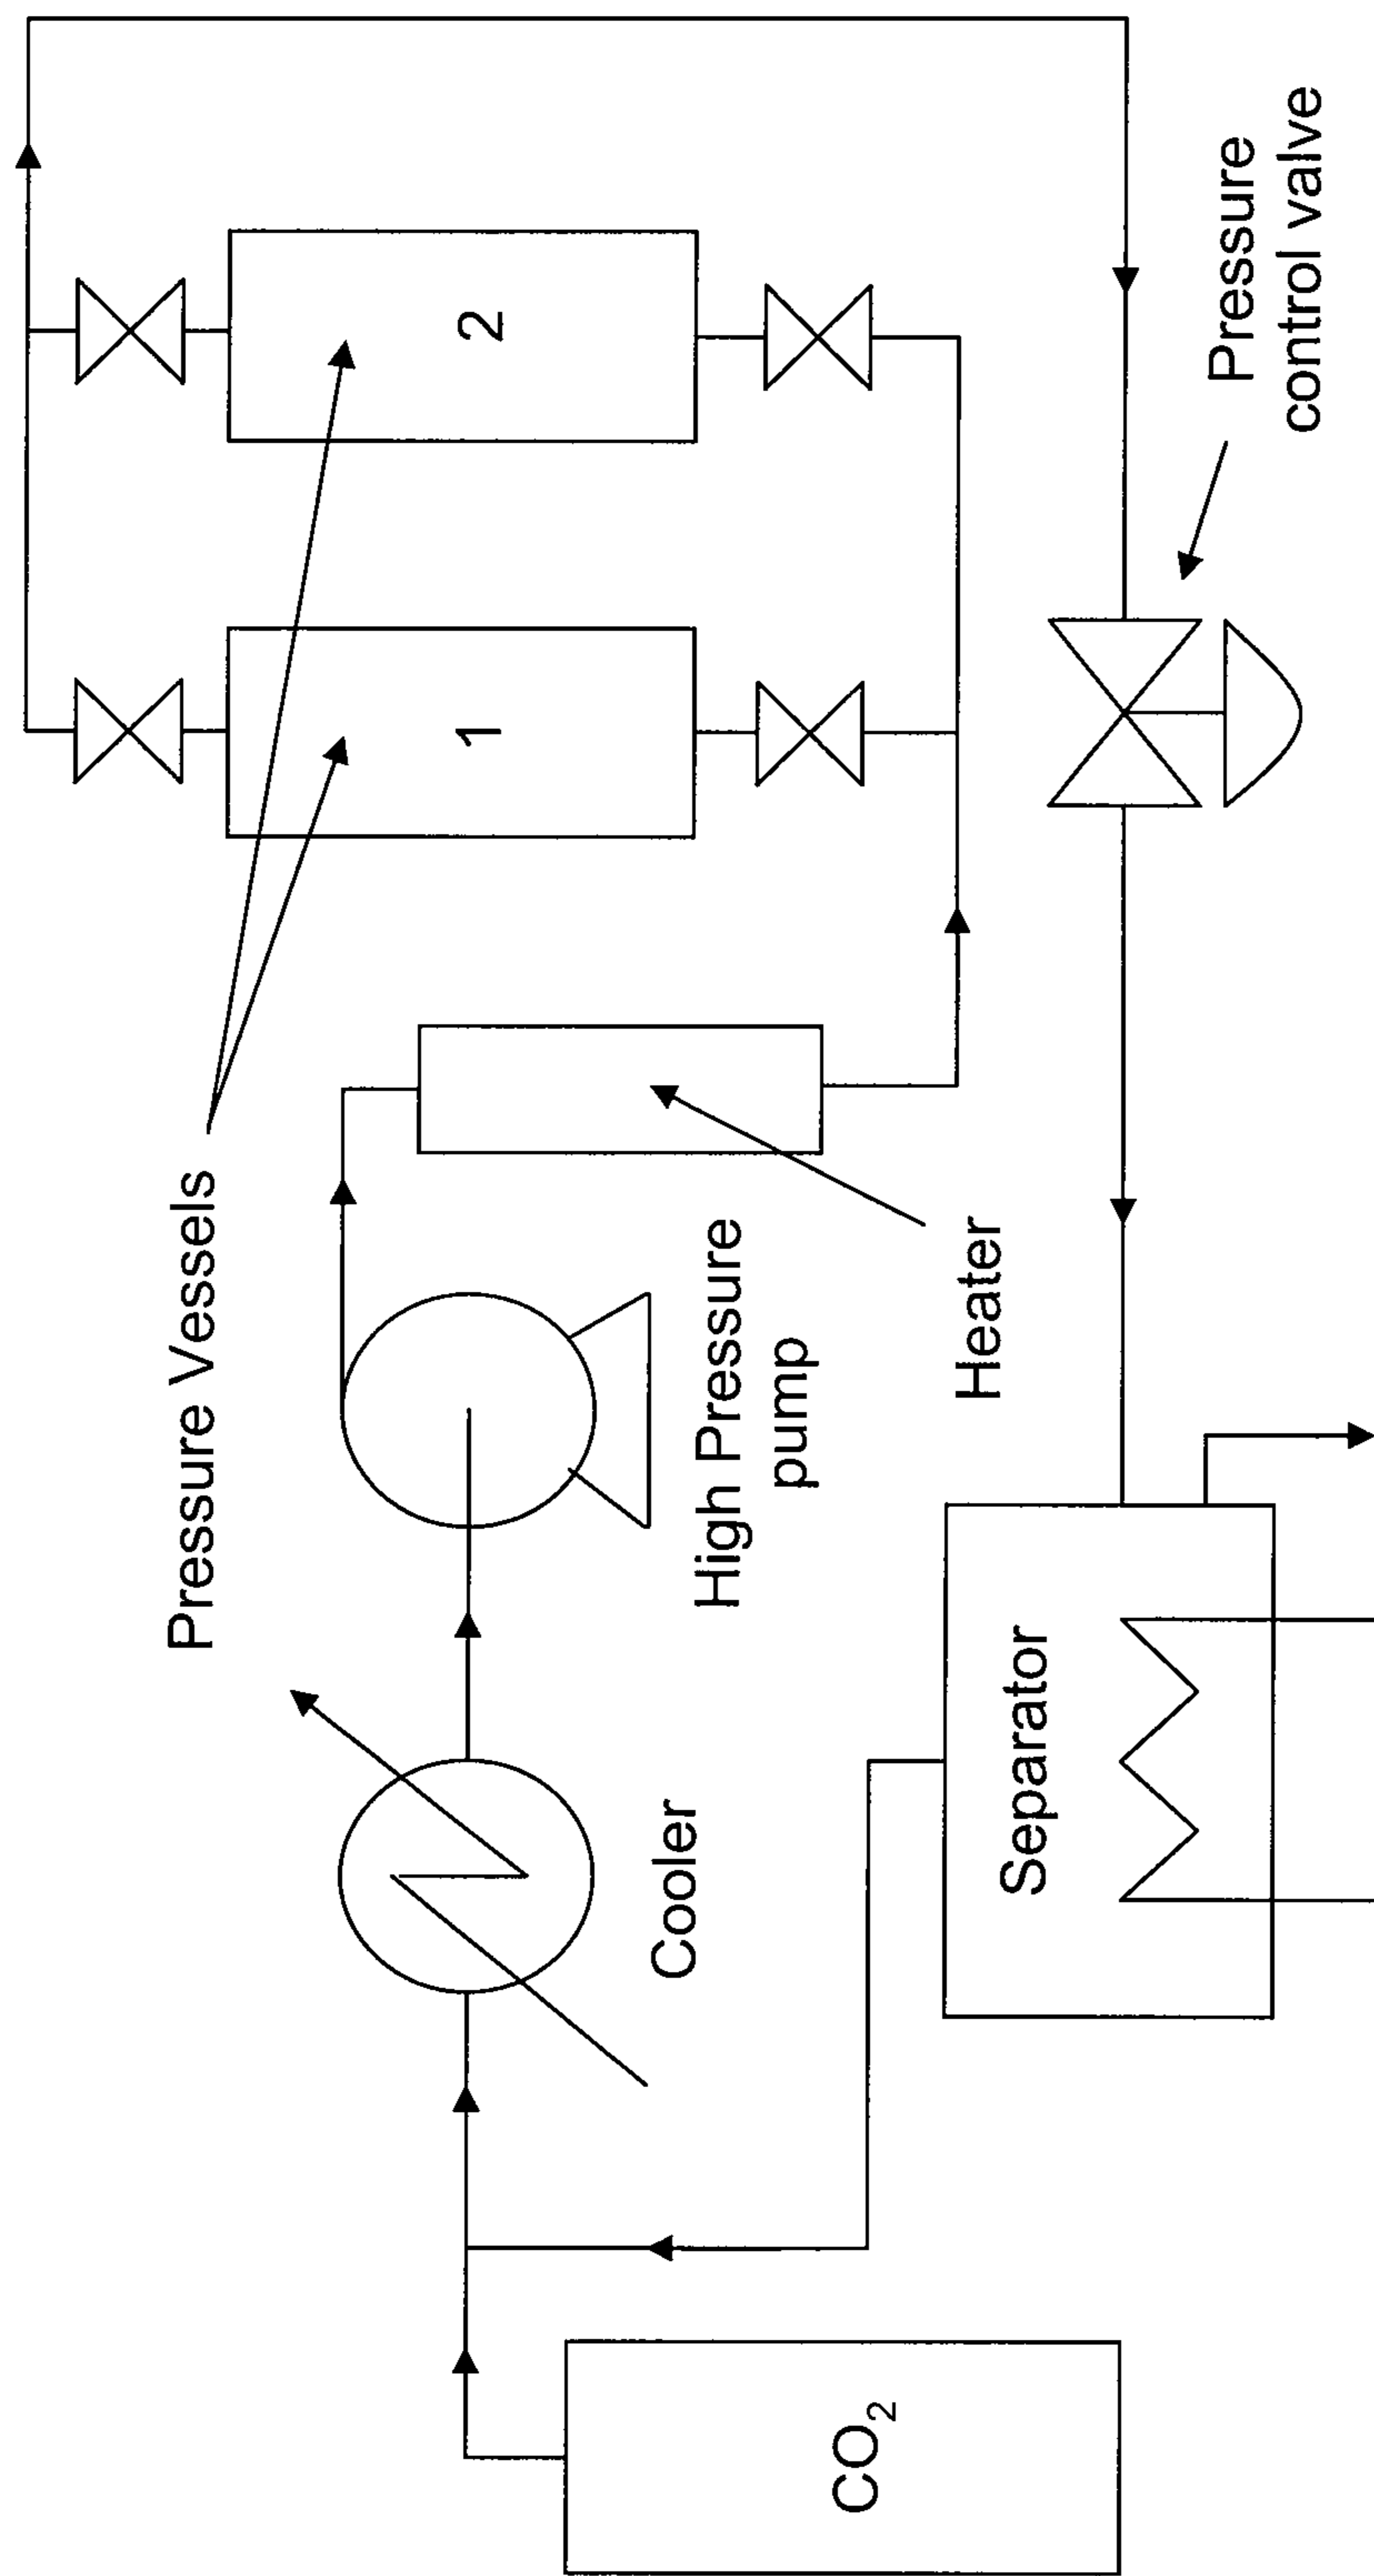 Pressure Vessels
1
2
High Pressure
pump
Heater
Cooler
CO₂
Separator
Pressure
control valve